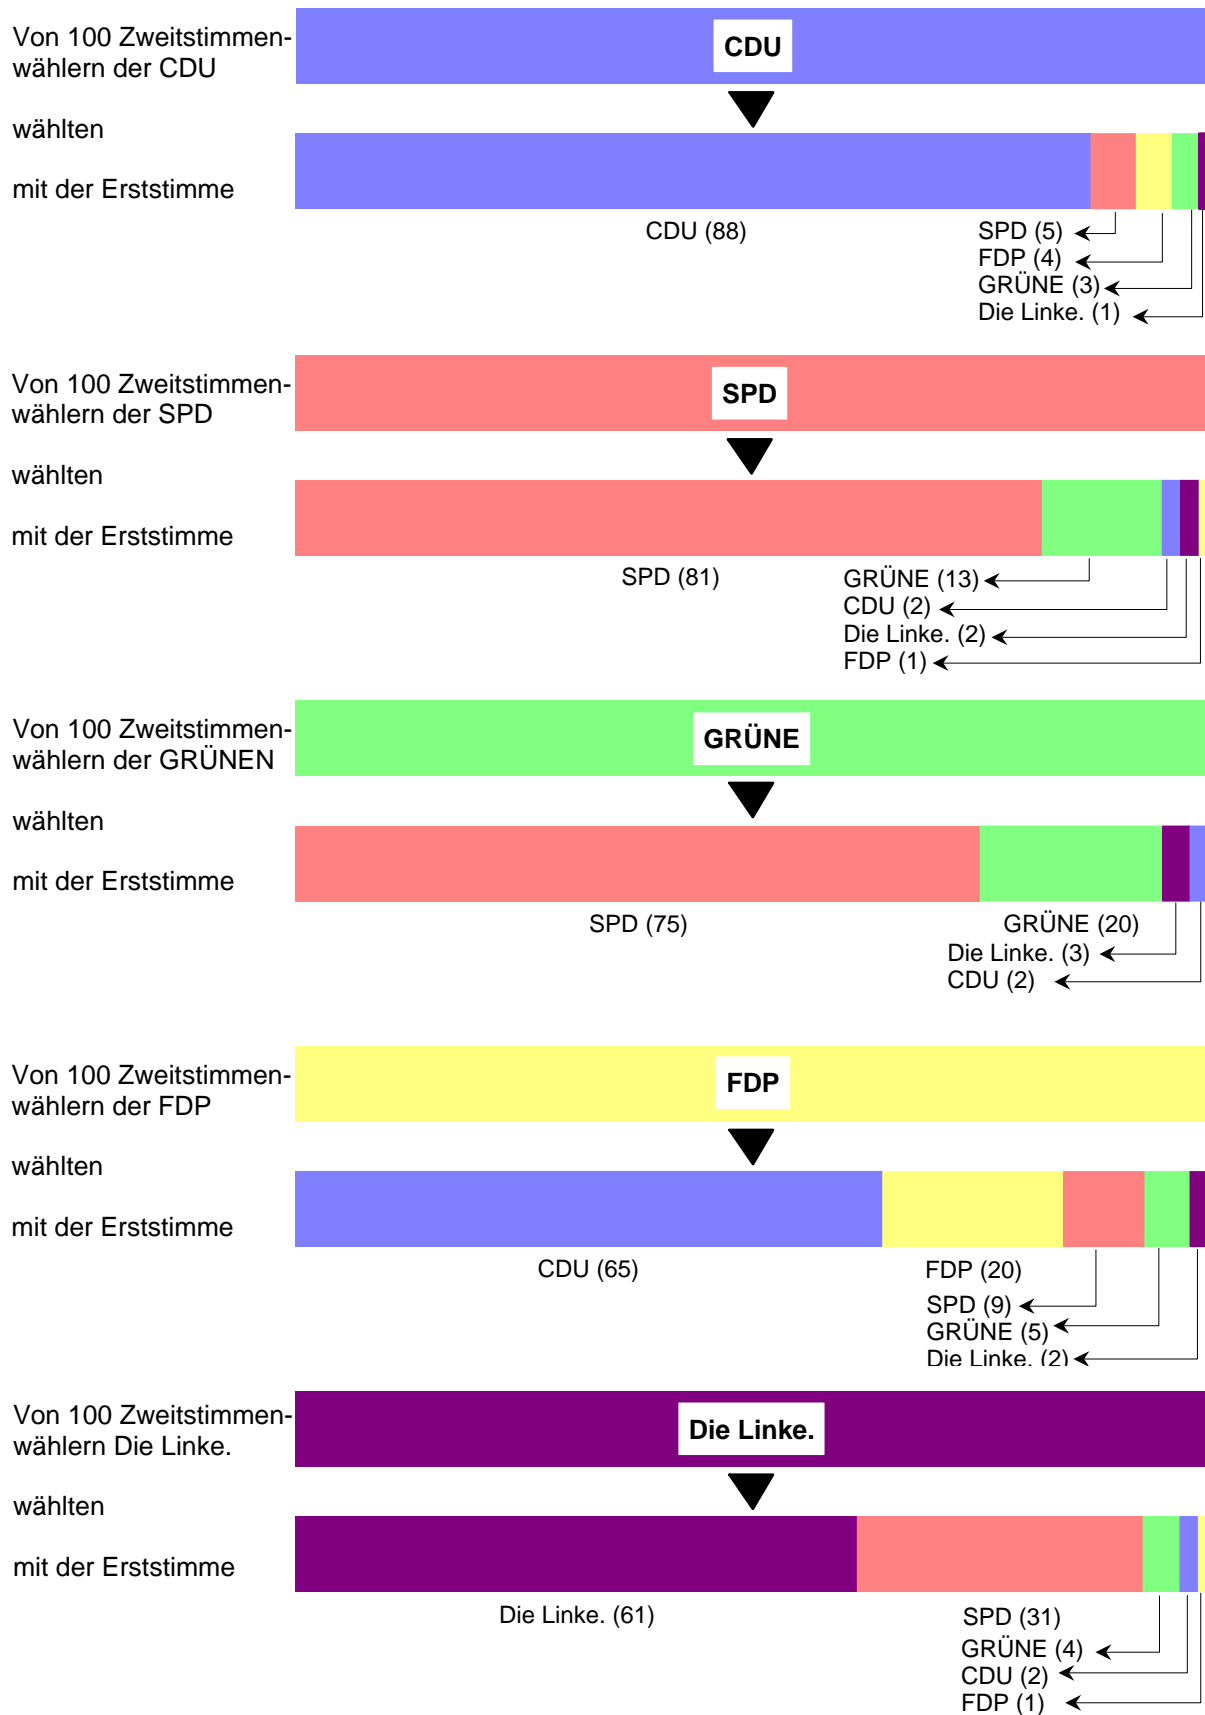 Von 100 Zweitstimmen-
wählern der CDU
CDU
wählten
mit der Erststimme
CDU (88)
SPD (5)
FDP (4)
GRÜNE (3)
Die Linke. (1)
Von 100 Zweitstimmen-
wählern der SPD
SPD
wählten
mit der Erststimme
SPD (81)
GRÜNE (13)
CDU (2)
Die Linke. (2)
FDP (1)
Von 100 Zweitstimmen-
wählern der GRÜNEN
GRÜNE
wählten
mit der Erststimme
SPD (75)
GRÜNE (20)
Die Linke. (3)
CDU (2)
Von 100 Zweitstimmen-
wählern der FDP
FDP
wählten
mit der Erststimme
CDU (65)
FDP (20)
SPD (9)
GRÜNE (5)
Die Linke. (2)
Von 100 Zweitstimmen-
wählern Die Linke.
Die Linke.
wählten
mit der Erststimme
Die Linke. (61)
SPD (31)
GRÜNE (4)
CDU (2)
FDP (1)